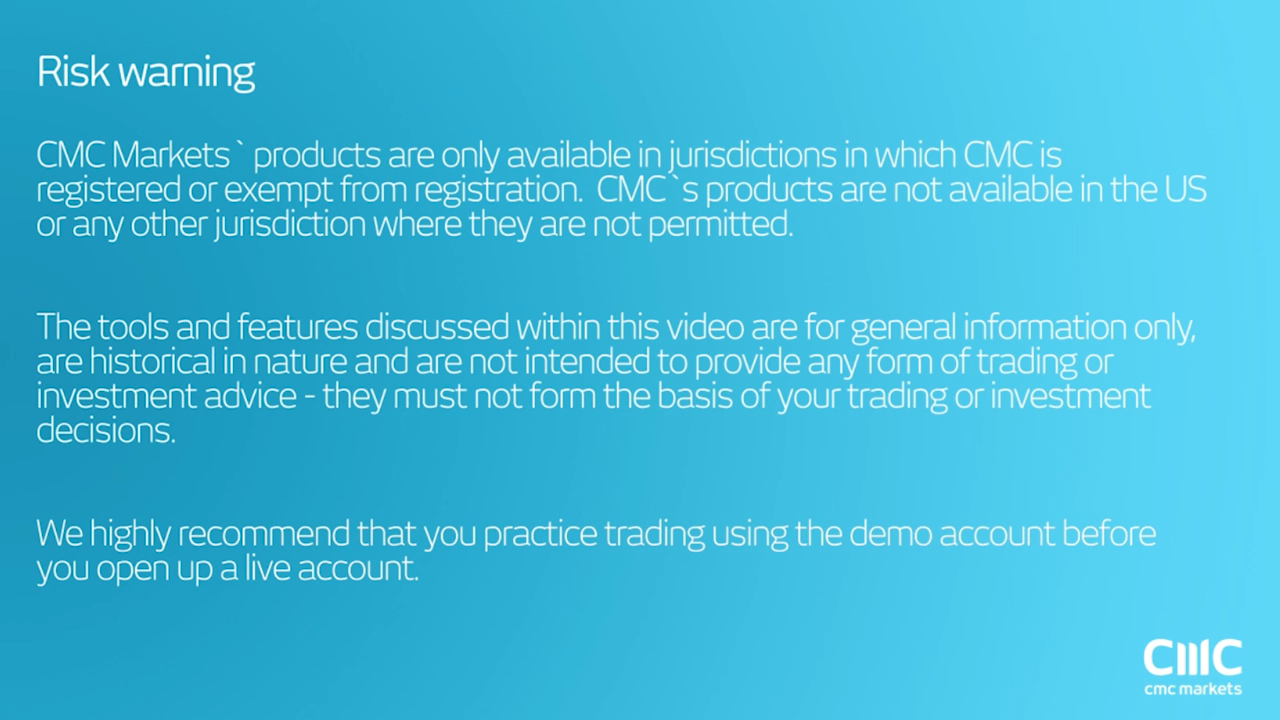 Risk warning
CMC Markets` products are only available in jurisdictions in which CMC is
registered or exempt from registration.  CMC`s products are not available in the US
or any other jurisdiction where they are not permitted.
The tools and features discussed within this video are for general information only,
are historical in nature and are not intended to provide any form of trading or
investment advice - they must not form the basis of your trading or investment
decisions.
We highly recommend that you practice trading using the demo account before
you open up a live account.
CMC
cmc markets